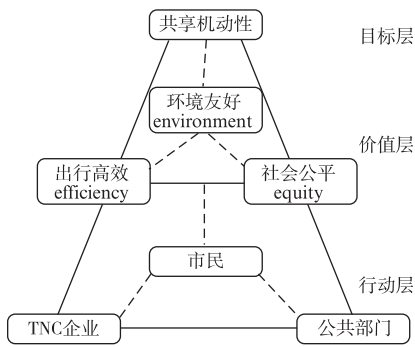 共享机动性
目标层
环境友好
environment
价值层
出行高效
efficiency
社会公平
equity
市民
行动层
TNC企业
公共部门